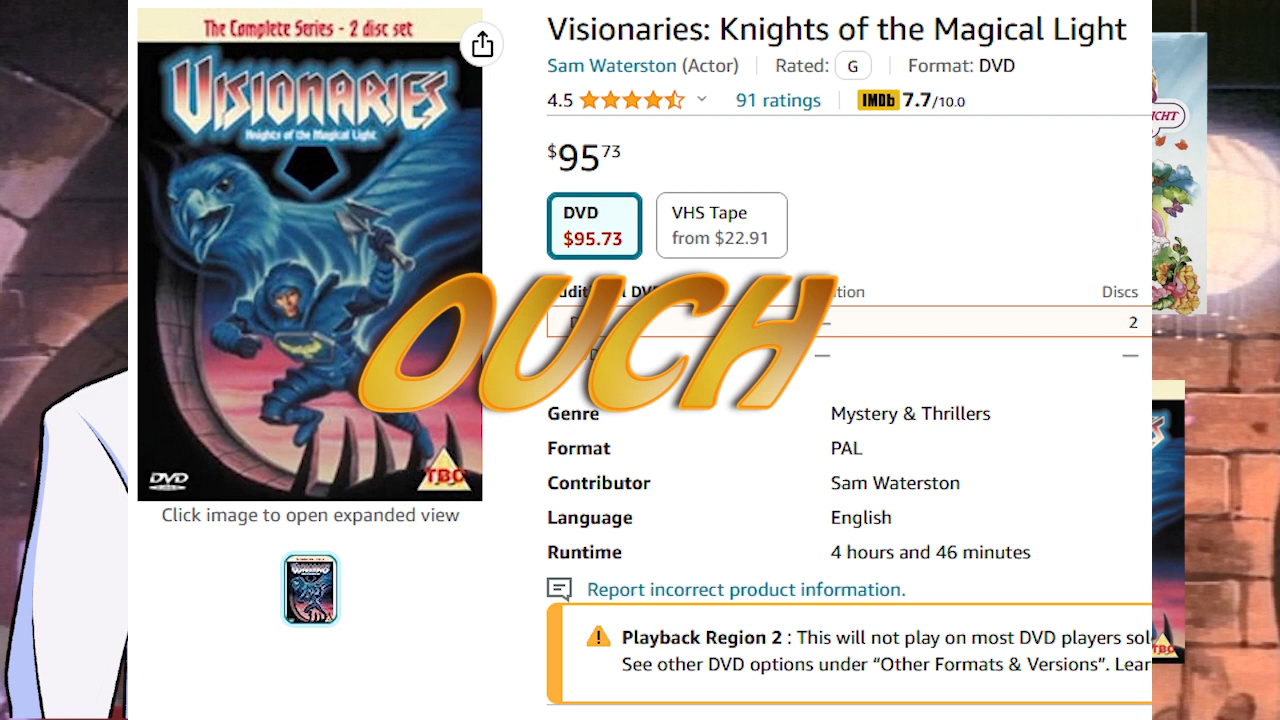 The Complete Series - 2 disc set
VISIONARIES
Knights of the Magical Light
TBC
DVD
Click image to open expanded view
VISIONARIES
Visionaries: Knights of the Magical Light
Sam Waterston (Actor) Rated: G Format: DVD
4.5 91 ratings IMDb 7.7/10.0
$95 73
DVD
$95.73
VHS Tape
from $22.91
OUCH
Discs
— 2
— —
Genre Mystery & Thrillers
Format PAL
Contributor Sam Waterston
Language English
Runtime 4 hours and 46 minutes
Report incorrect product information.
Playback Region 2 : This will not play on most DVD players sol
See other DVD options under “Other Formats & Versions”. Lear
TBC